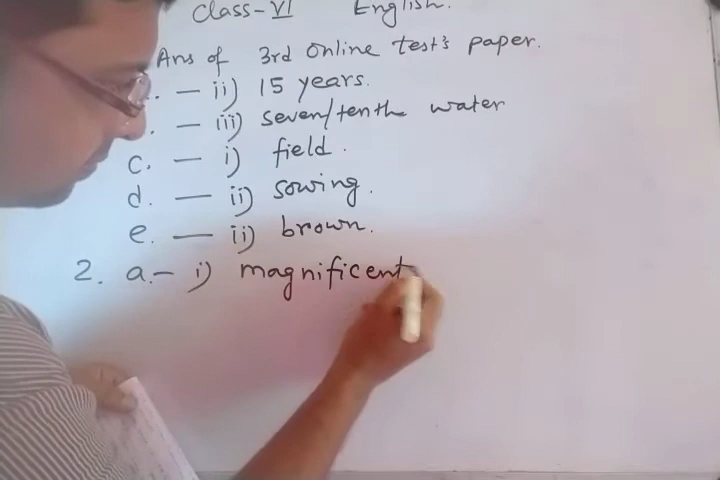 Class-VI English.
Ans of 3rd Online test's paper.
. — ii) 15 years.
. — iii) seven/tenth water
c. — i) field.
d. — ii) sowing.
e. — ii) brown.
2. a. — i) magnificent